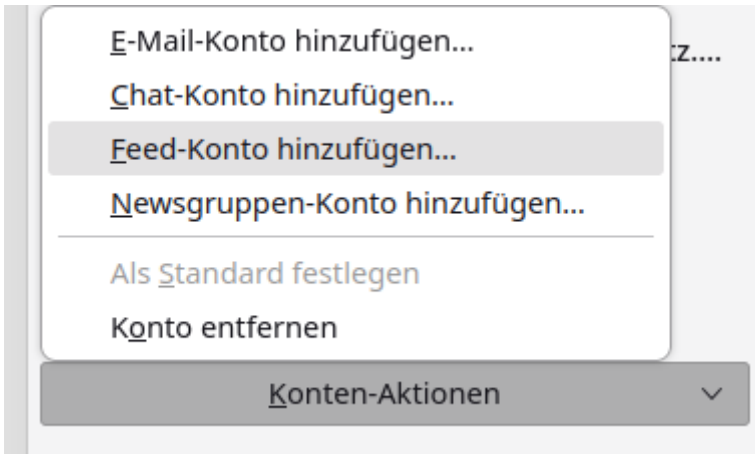 E-Mail-Konto hinzufügen...
tz....
Chat-Konto hinzufügen...
Feed-Konto hinzufügen...
Newsgruppen-Konto hinzufügen...
Als Standard festlegen
Konto entfernen
Konten-Aktionen